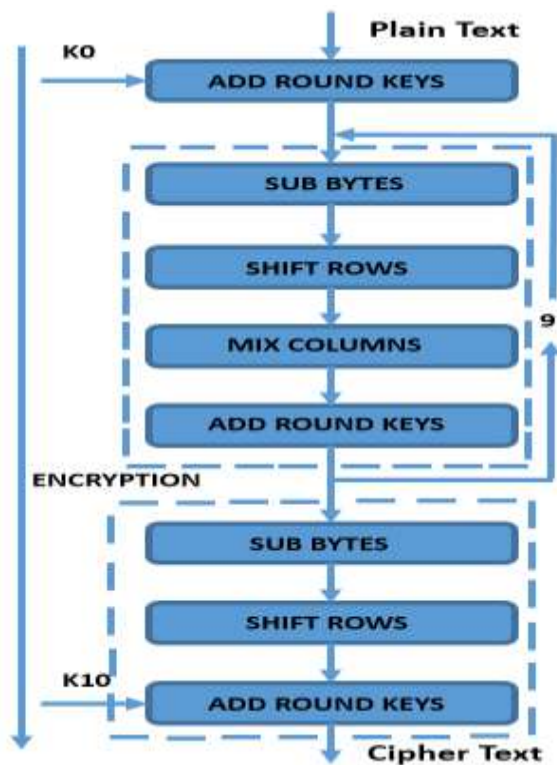 Plain Text
K0
ADD ROUND KEYS
SUB BYTES
SHIFT ROWS
9
MIX COLUMNS
ADD ROUND KEYS
ENCRYPTION
SUB BYTES
SHIFT ROWS
K10
ADD ROUND KEYS
Cipher Text